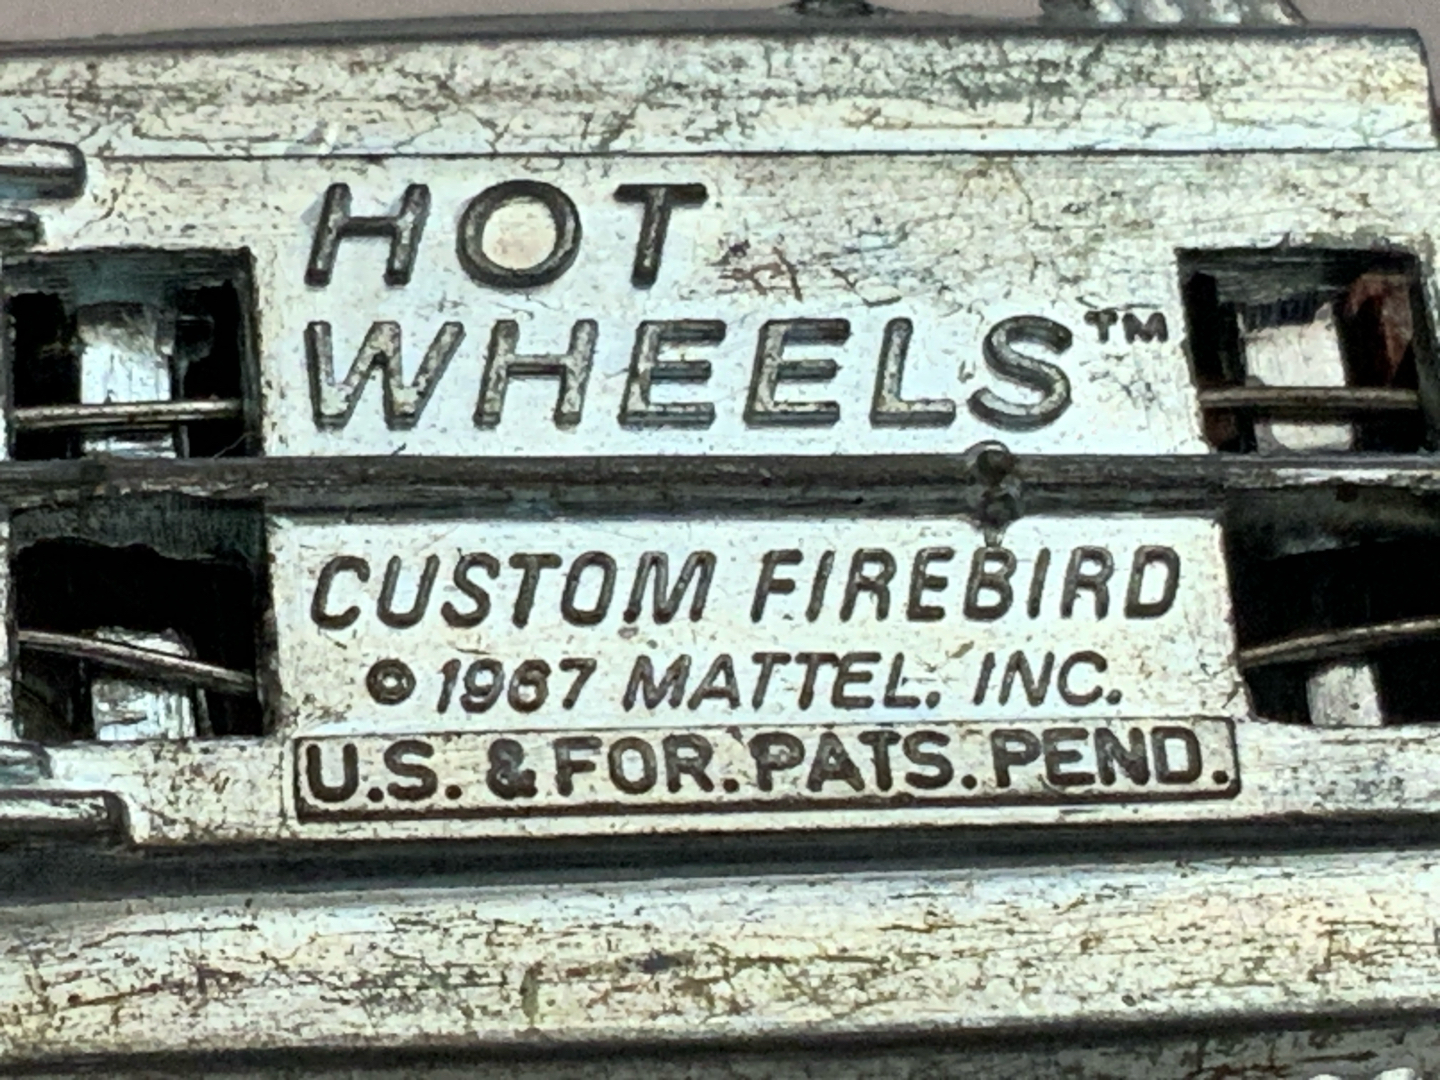 HOT
WHEELS™
CUSTOM FIREBIRD
© 1967 MATTEL. INC.
U.S. & FOR. PATS. PEND.